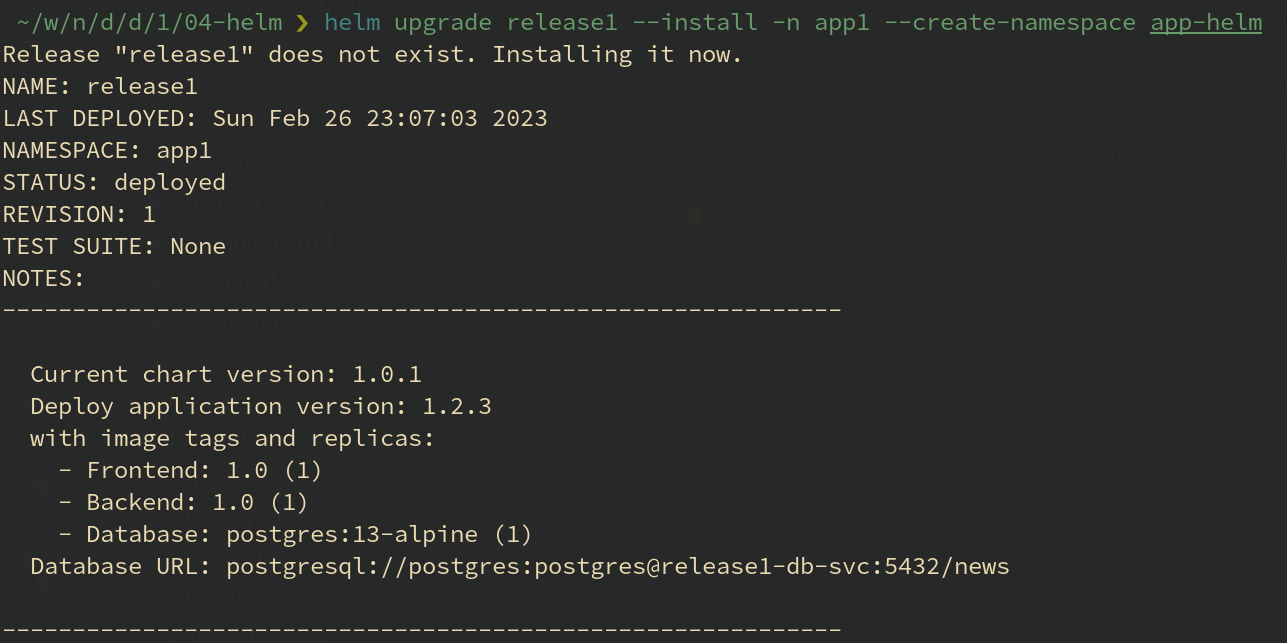 ~/w/n/d/d/1/04-helm ❯ helm upgrade release1 --install -n app1 --create-namespace app-helm
Release "release1" does not exist. Installing it now.
NAME: release1
LAST DEPLOYED: Sun Feb 26 23:07:03 2023
NAMESPACE: app1
STATUS: deployed
REVISION: 1
TEST SUITE: None
NOTES:
------------------------------------------------------------
Current chart version: 1.0.1
Deploy application version: 1.2.3
with image tags and replicas:
- Frontend: 1.0 (1)
- Backend: 1.0 (1)
- Database: postgres:13-alpine (1)
Database URL: postgresql://postgres:postgres@release1-db-svc:5432/news
------------------------------------------------------------